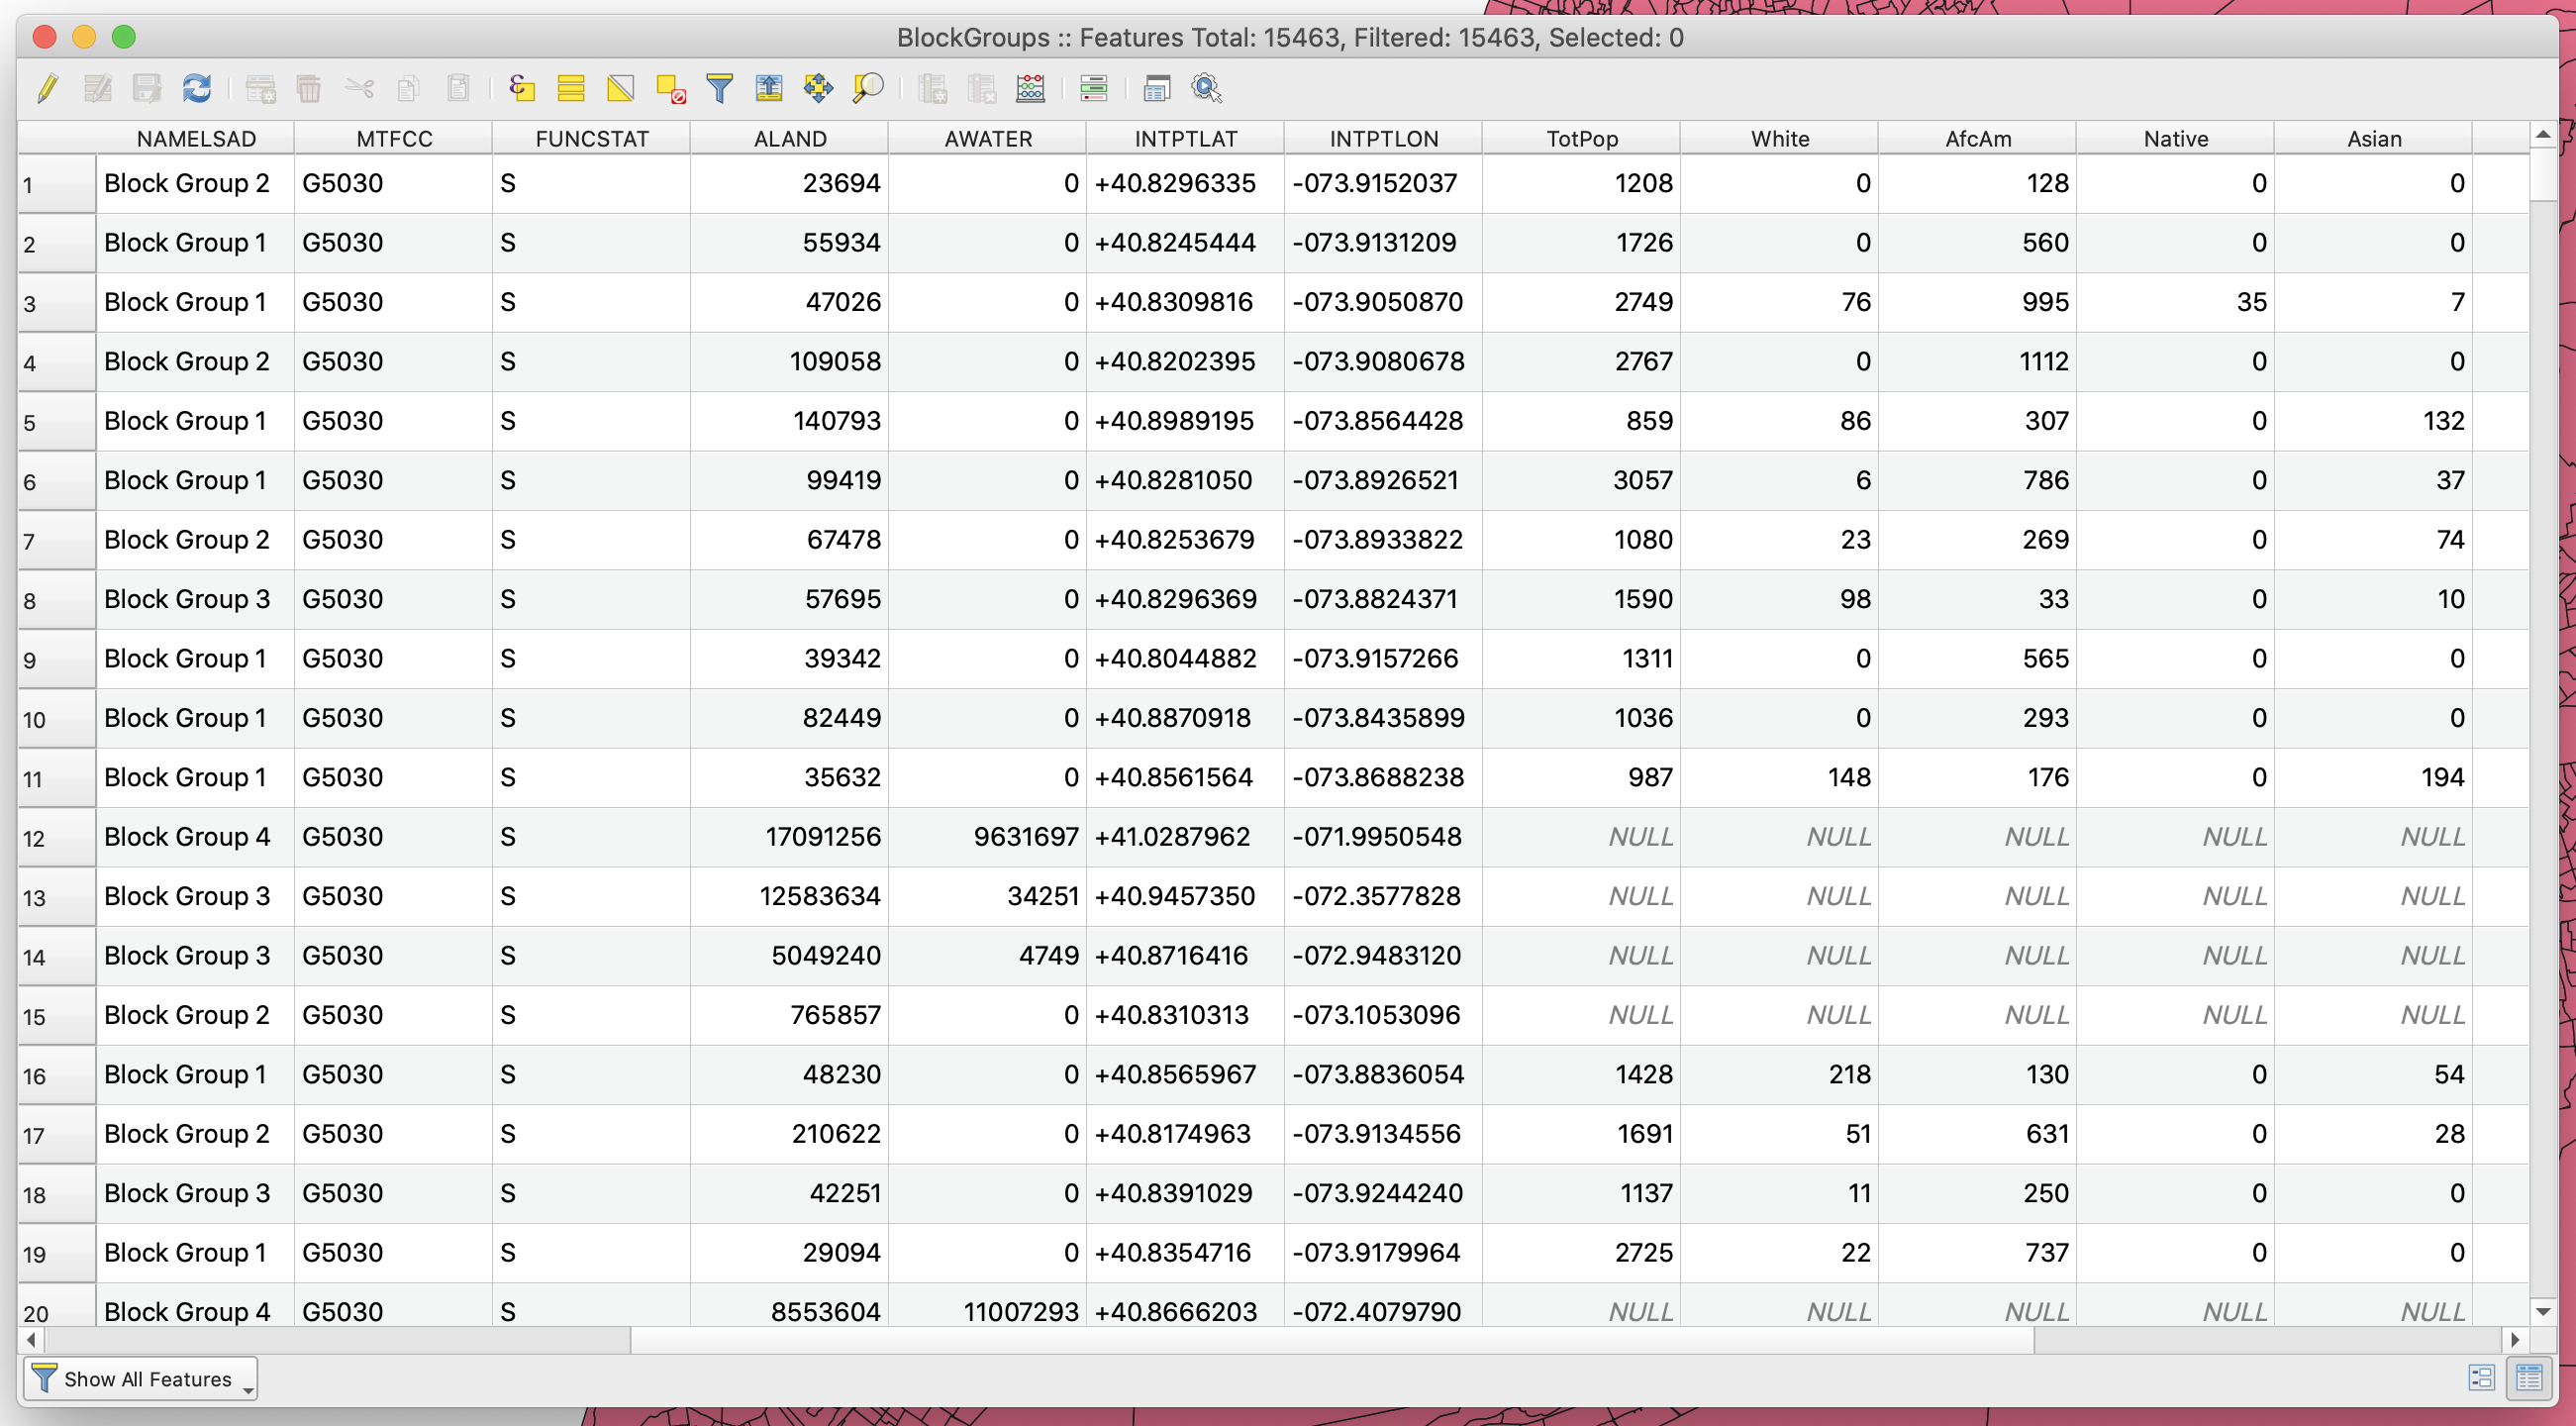 BlockGroups :: Features Total: 15463, Filtered: 15463, Selected: 0
NAMELSAD MTFCC FUNCSTAT ALAND AWATER INTPTLAT INTPTLON TotPop White AfcAm Native Asian
1 Block Group 2 G5030 S 23694 0 +40.8296335 -073.9152037 1208 0 128 0 0
2 Block Group 1 G5030 S 55934 0 +40.8245444 -073.9131209 1726 0 560 0 0
3 Block Group 1 G5030 S 47026 0 +40.8309816 -073.9050870 2749 76 995 35 7
4 Block Group 2 G5030 S 109058 0 +40.8202395 -073.9080678 2767 0 1112 0 0
5 Block Group 1 G5030 S 140793 0 +40.8989195 -073.8564428 859 86 307 0 132
6 Block Group 1 G5030 S 99419 0 +40.8281050 -073.8926521 3057 6 786 0 37
7 Block Group 2 G5030 S 67478 0 +40.8253679 -073.8933822 1080 23 269 0 74
8 Block Group 3 G5030 S 57695 0 +40.8296369 -073.8824371 1590 98 33 0 10
9 Block Group 1 G5030 S 39342 0 +40.8044882 -073.9157266 1311 0 565 0 0
10 Block Group 1 G5030 S 82449 0 +40.8870918 -073.8435899 1036 0 293 0 0
11 Block Group 1 G5030 S 35632 0 +40.8561564 -073.8688238 987 148 176 0 194
12 Block Group 4 G5030 S 17091256 9631697 +41.0287962 -071.9950548 NULL NULL NULL NULL NULL
13 Block Group 3 G5030 S 12583634 34251 +40.9457350 -072.3577828 NULL NULL NULL NULL NULL
14 Block Group 3 G5030 S 5049240 4749 +40.8716416 -072.9483120 NULL NULL NULL NULL NULL
15 Block Group 2 G5030 S 765857 0 +40.8310313 -073.1053096 NULL NULL NULL NULL NULL
16 Block Group 1 G5030 S 48230 0 +40.8565967 -073.8836054 1428 218 130 0 54
17 Block Group 2 G5030 S 210622 0 +40.8174963 -073.9134556 1691 51 631 0 28
18 Block Group 3 G5030 S 42251 0 +40.8391029 -073.9244240 1137 11 250 0 0
19 Block Group 1 G5030 S 29094 0 +40.8354716 -073.9179964 2725 22 737 0 0
20 Block Group 4 G5030 S 8553604 11007293 +40.8666203 -072.4079790 NULL NULL NULL NULL NULL
Show All Features